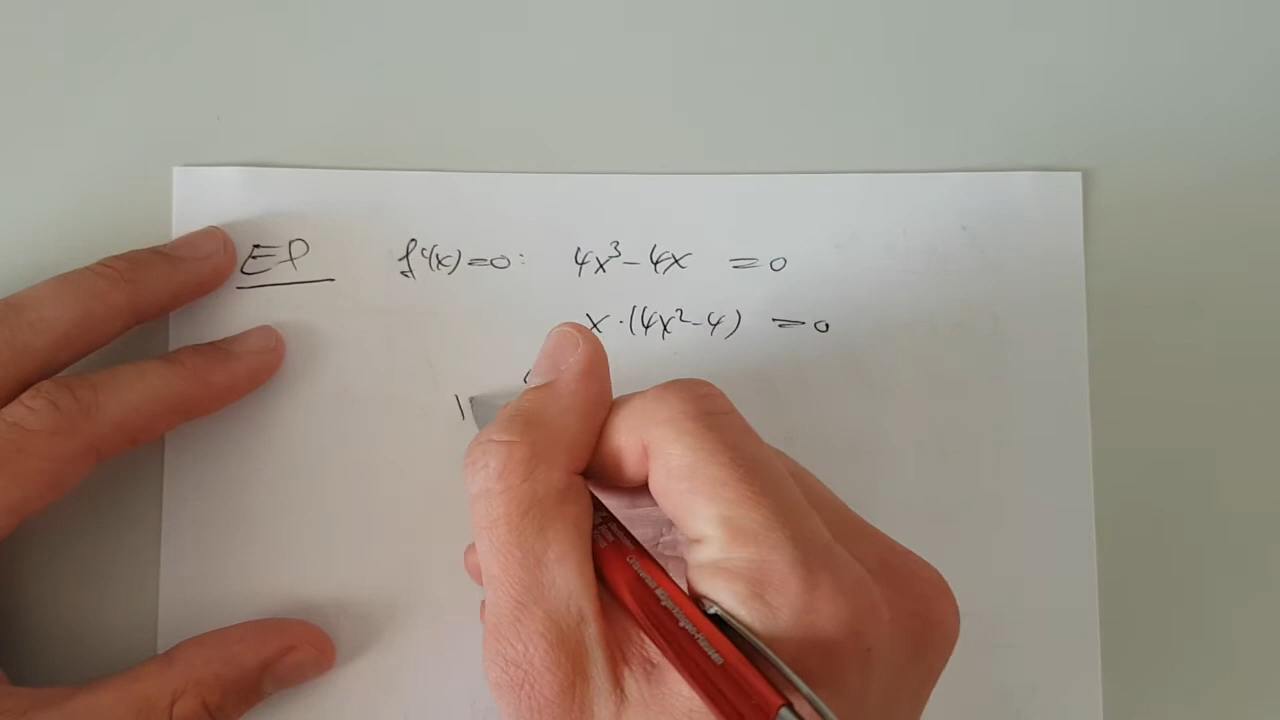 EP f'(x)=0: 4x³-4x =0
x·(4x²-4) =0